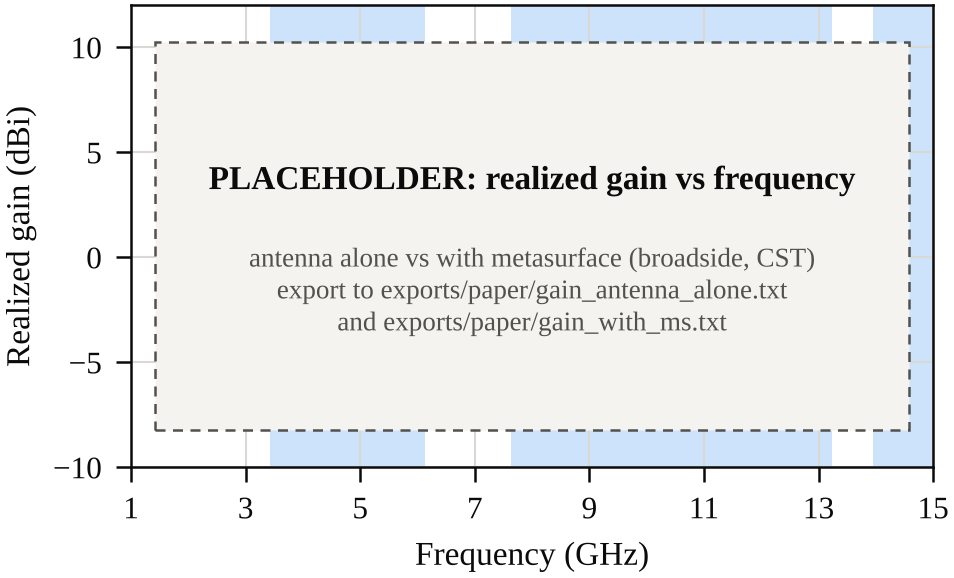 10
5
0
−5
−10
Realized gain (dBi)
PLACEHOLDER: realized gain vs frequency
antenna alone vs with metasurface (broadside, CST)
export to exports/paper/gain_antenna_alone.txt
and exports/paper/gain_with_ms.txt
1 3 5 7 9 11 13 15
Frequency (GHz)